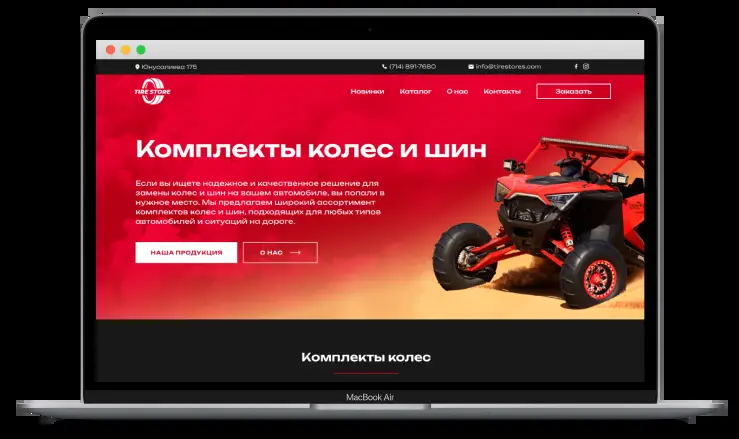 Юнусалиева 175
(714) 891-7680
info@tirestores.com
TIRE STORE
Новинки
Каталог
О нас
Контакты
Заказать
Комплекты колес и шин
Если вы ищете надежное и качественное решение для
замены колес и шин на вашем автомобиле, вы попали в
нужное место. Мы предлагаем широкий ассортимент
комплектов колес и шин, подходящих для любых типов
автомобилей и ситуаций на дороге.
НАША ПРОДУКЦИЯ
О НАС
Комплекты колес
MacBook Air